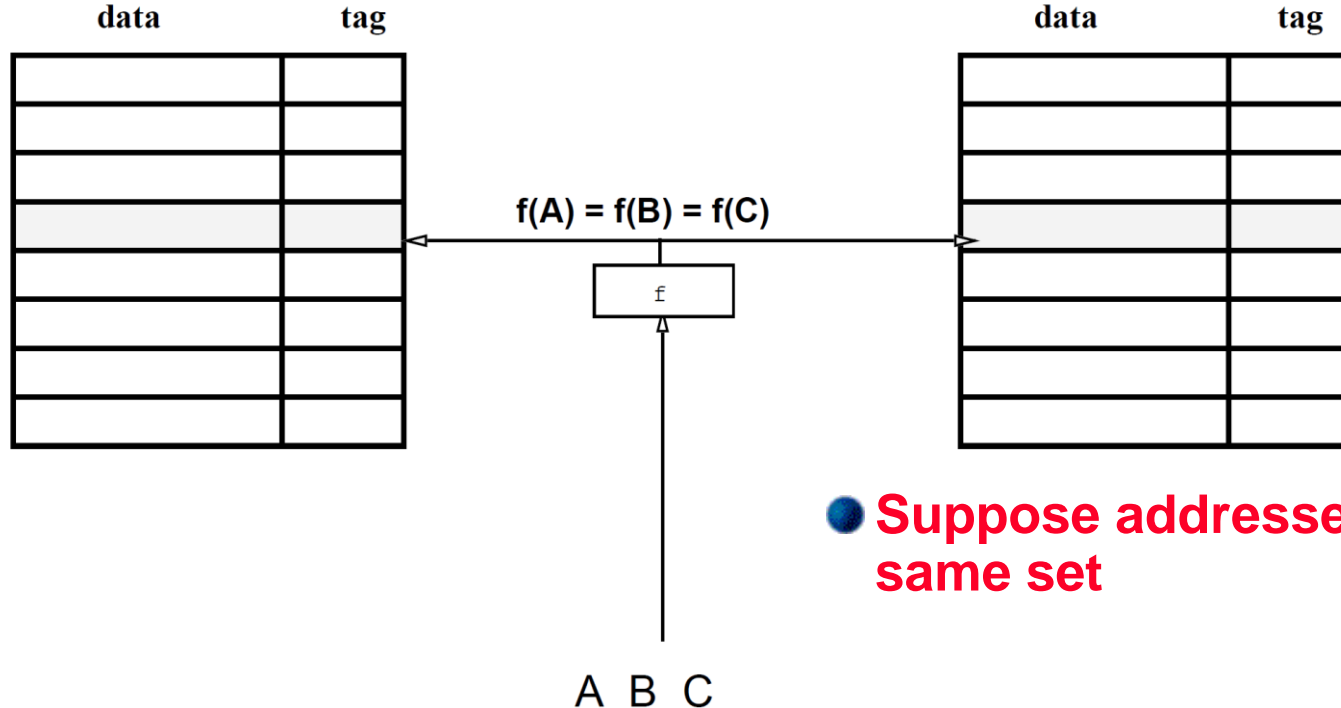 data tag data tag
f(A) = f(B) = f(C)
f
Suppose addresse
same set
A B C